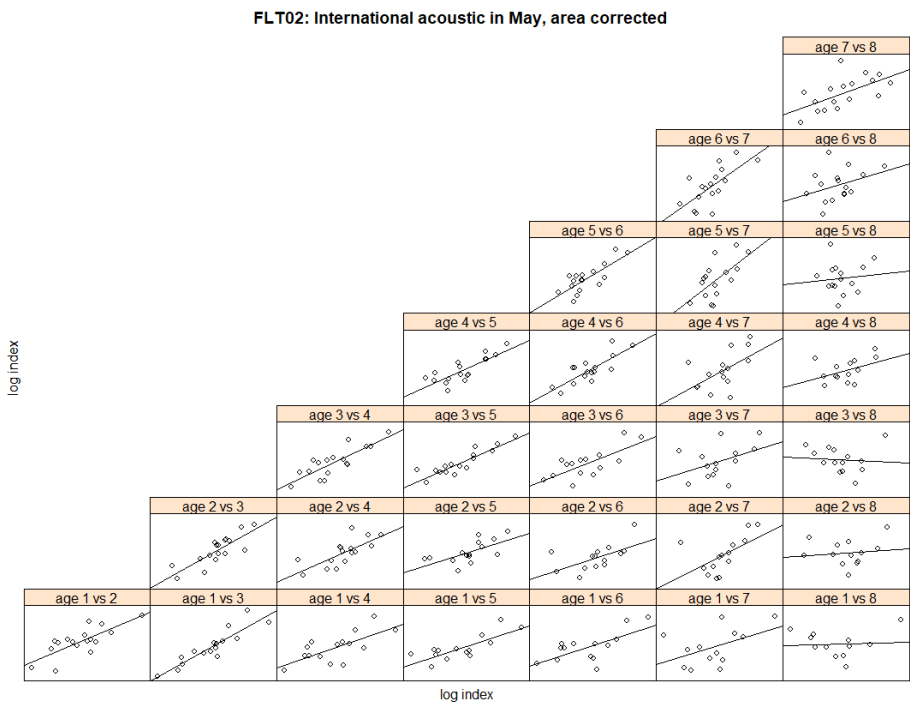 FLT02: International acoustic in May, area corrected
age 7 vs 8
age 6 vs 7 age 6 vs 8
age 5 vs 6 age 5 vs 7 age 5 vs 8
age 4 vs 5 age 4 vs 6 age 4 vs 7 age 4 vs 8
log index
age 3 vs 4 age 3 vs 5 age 3 vs 6 age 3 vs 7 age 3 vs 8
age 2 vs 3 age 2 vs 4 age 2 vs 5 age 2 vs 6 age 2 vs 7 age 2 vs 8
age 1 vs 2 age 1 vs 3 age 1 vs 4 age 1 vs 5 age 1 vs 6 age 1 vs 7 age 1 vs 8
log index